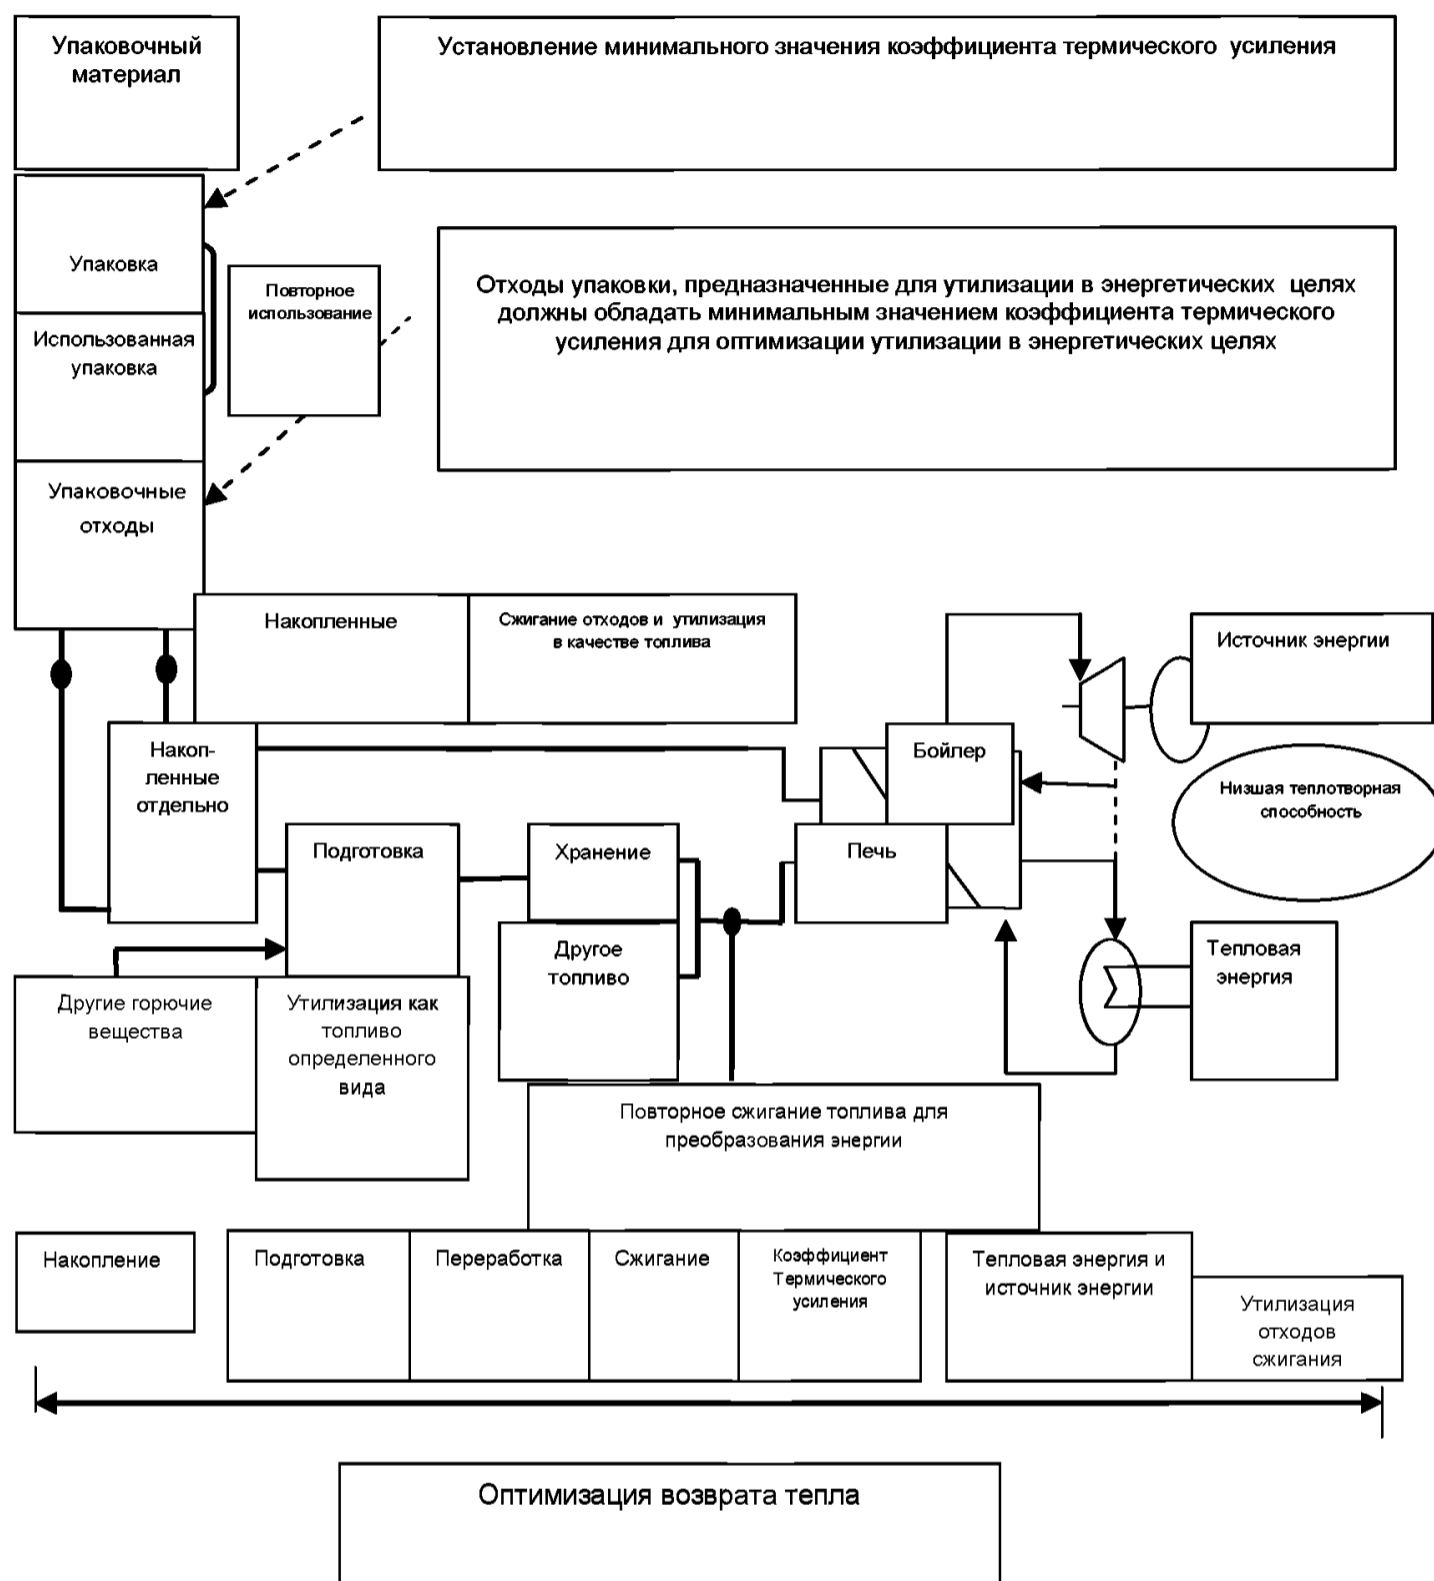 Упаковочный
материал
Установление минимального значения коэффициента термического усиления
Упаковка
Повторное
использование
Отходы упаковки, предназначенные для утилизации в энергетических целях
должны обладать минимальным значением коэффициента термического
усиления для оптимизации утилизации в энергетических целях
Использованная
упаковка
Упаковочные
отходы
Накопленные
Сжигание отходов и утилизация
в качестве топлива
Источник энергии
Накоп-
ленные
отдельно
Бойлер
Низшая теплотворная
способность
Подготовка
Хранение
Печь
Другое
топливо
Тепловая
энергия
Другие горючие
вещества
Утилизация как
топливо
определенного
вида
Повторное сжигание топлива для
преобразования энергии
Накопление
Подготовка
Переработка
Сжигание
Коэффициент
Термического
усиления
Тепловая энергия и
источник энергии
Утилизация
отходов
сжигания
Оптимизация возврата тепла